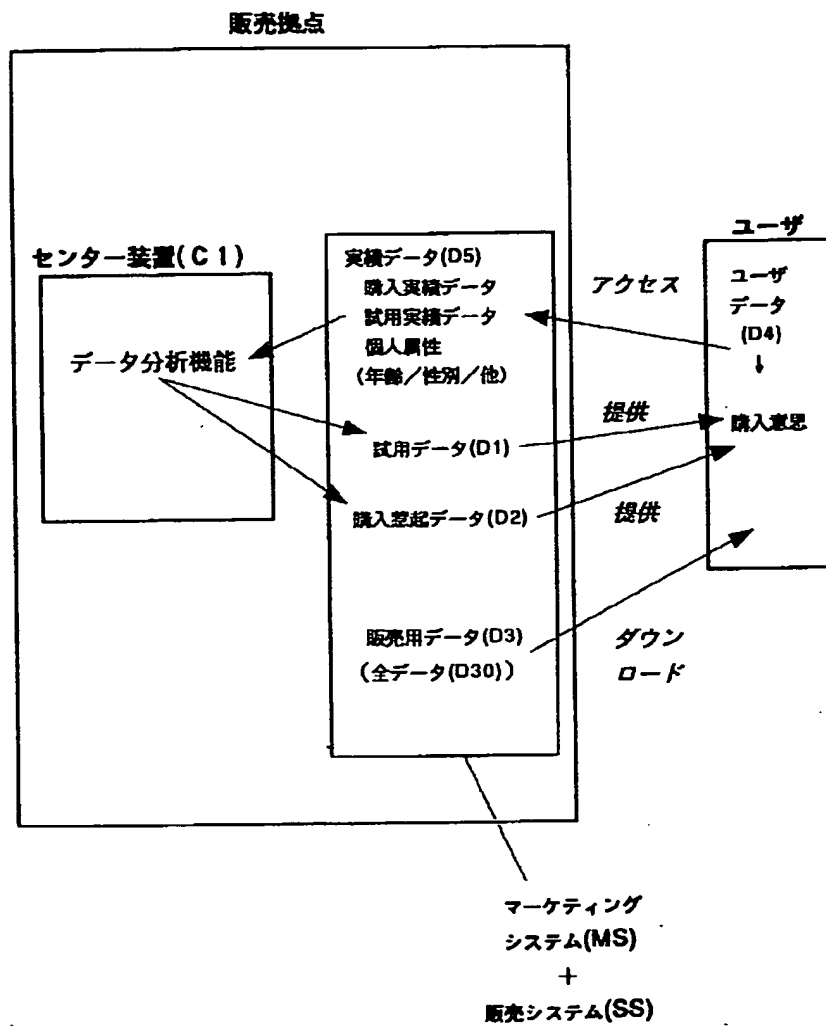 販売拠点
センター装置(C1)
データ分析機能
実績データ(D5)
購入実績データ
試用実績データ
個人属性
(年齢/性別/他)
試用データ(D1)
購入惹起データ(D2)
販売用データ(D3)
(全データ(D30))
アクセス
提供
提供
ダウン
ロード
ユーザ
ユーザ
データ
(D4)
↓
購入意思
マーケティング
システム(MS)
+
販売システム(SS)